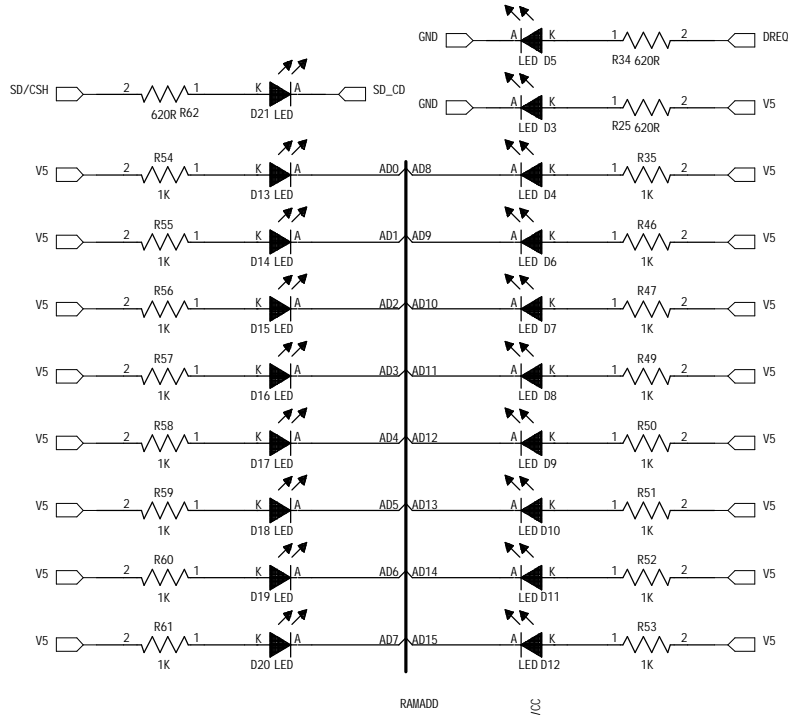 GND A K 1 2 DREQ
LED D5 R34 620R
SD/CSH 2 1 K A SD_CD
620R R62 D21 LED
GND A K 1 2 V5
LED D3 R25 620R
R54 R35
V5 2 1 K A AD0 AD8 A K 1 2 V5
1K D13 LED LED D4 1K
R55 R46
V5 2 1 K A AD1 AD9 A K 1 2 V5
1K D14 LED LED D6 1K
R56 R47
V5 2 1 K A AD2 AD10 A K 1 2 V5
1K D15 LED LED D7 1K
R57 R49
V5 2 1 K A AD3 AD11 A K 1 2 V5
1K D16 LED LED D8 1K
R58 R50
V5 2 1 K A AD4 AD12 A K 1 2 V5
1K D17 LED LED D9 1K
R59 R51
V5 2 1 K A AD5 AD13 A K 1 2 V5
1K D18 LED LED D10 1K
R60 R52
V5 2 1 K A AD6 AD14 A K 1 2 V5
1K D19 LED LED D11 1K
R61 R53
V5 2 1 K A AD7 AD15 A K 1 2 V5
1K D20 LED LED D12 1K
RAMADD